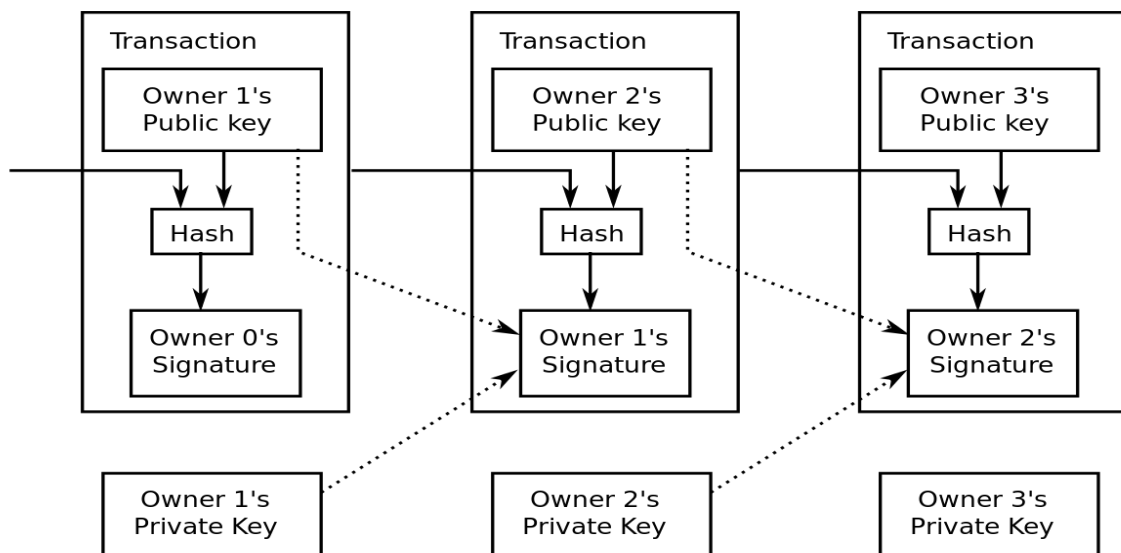 Transaction
Owner 1's
Public key
Hash
Owner 0's
Signature
Transaction
Owner 2's
Public key
Hash
Owner 1's
Signature
Transaction
Owner 3's
Public key
Hash
Owner 2's
Signature
Owner 1's
Private Key
Owner 2's
Private Key
Owner 3's
Private Key